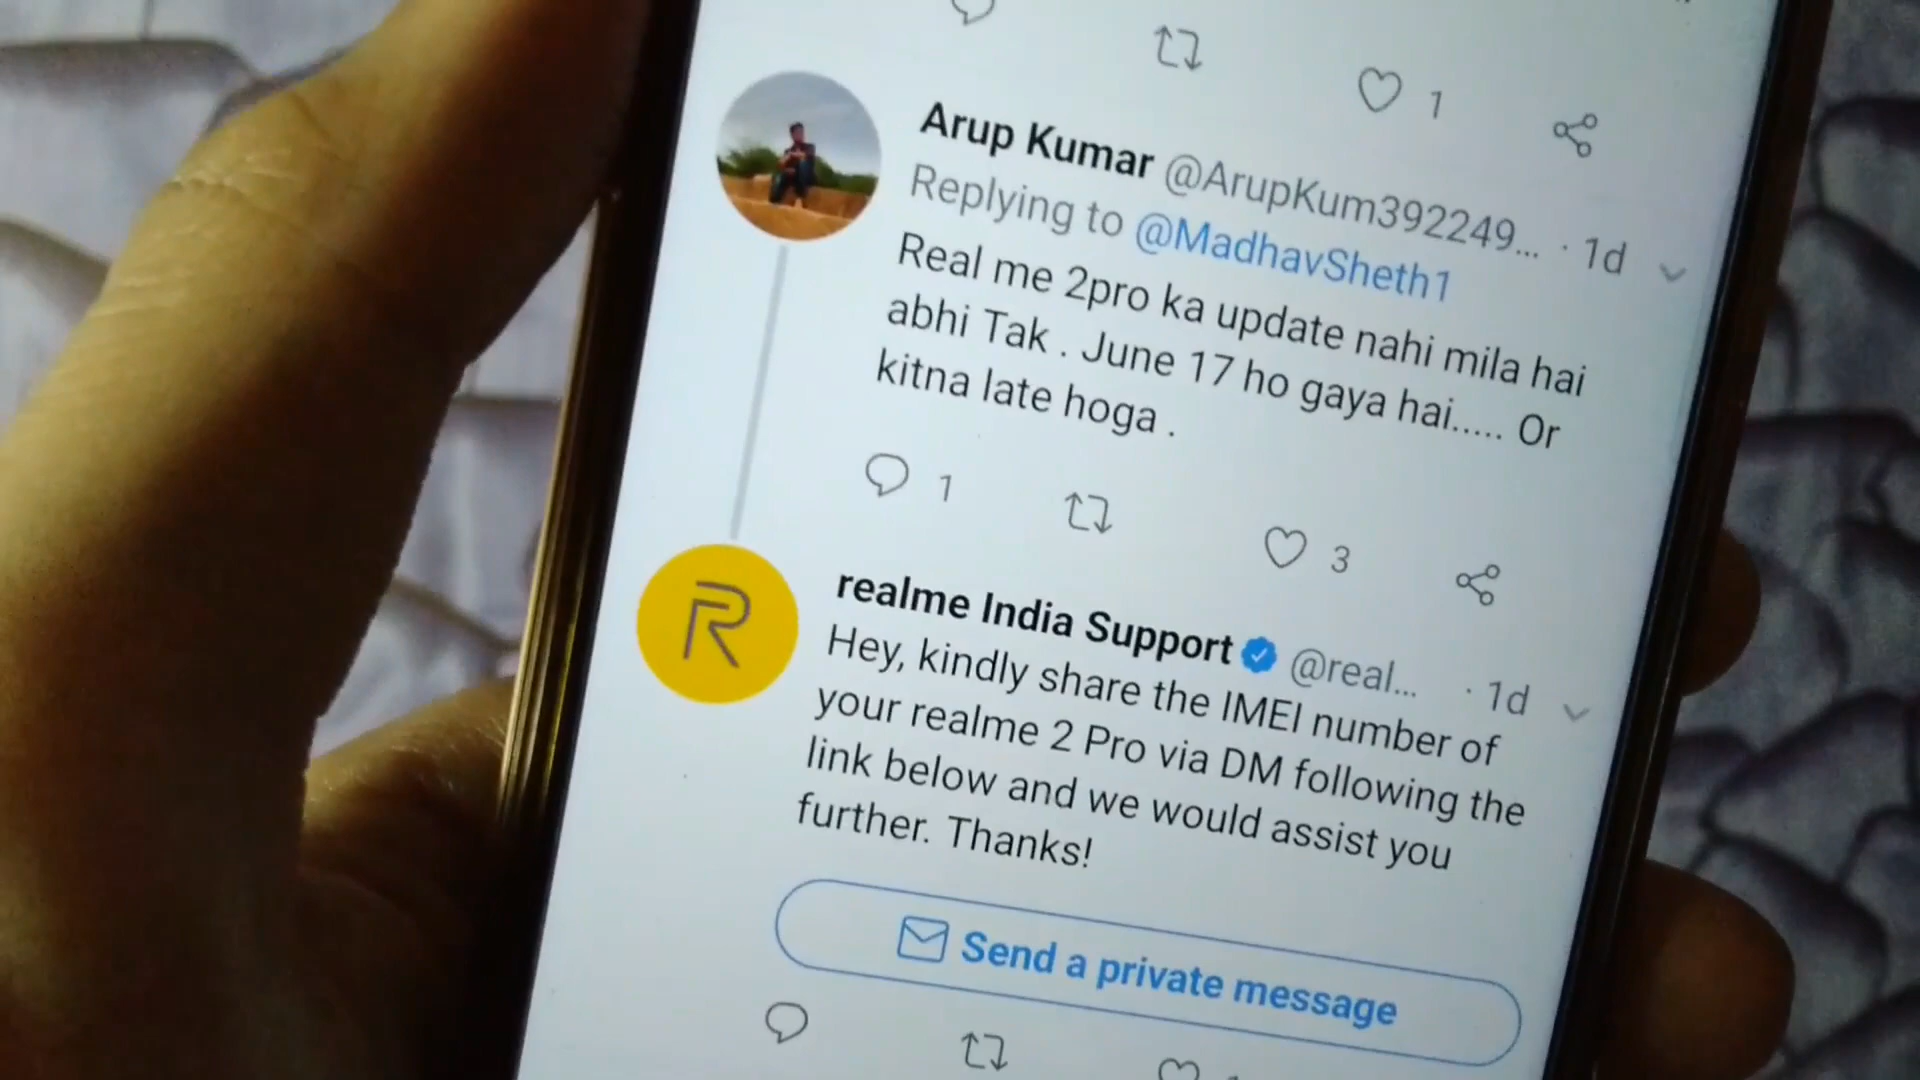 1
Arup Kumar @ArupKum392249... · 1d
Replying to @MadhavSheth1
Real me 2pro ka update nahi mila hai
abhi Tak . June 17 ho gaya hai..... Or
kitna late hoga .
1 3
realme India Support @real... · 1d
Hey, kindly share the IMEI number of
your realme 2 Pro via DM following the
link below and we would assist you
further. Thanks!
Send a private message